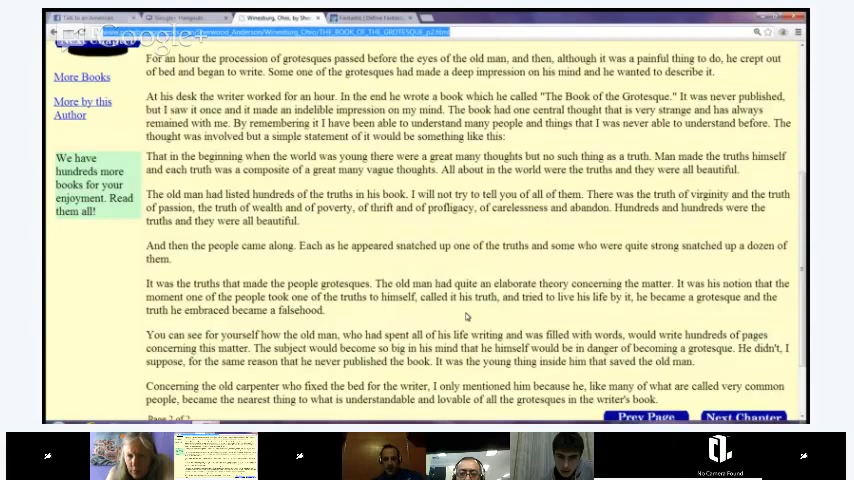 Talk to an American
Winesburg, Ohio, by She
Google+
Next Chapter
More Books
More by this
Author
We have
hundreds more
books for your
enjoyment. Read
them all!
For an hour the procession of grotesques passed before the eyes of the old man, and then, although it was a painful thing to do, he crept out
of bed and began to write. Some one of the grotesques had made a deep impression on his mind and he wanted to describe it.
At his desk the writer worked for an hour. In the end he wrote a book which he called "The Book of the Grotesque." It was never published,
but I saw it once and it made an indelible impression on my mind. The book had one central thought that is very strange and has always
remained with me. By remembering it I have been able to understand many people and things that I was never able to understand before. The
thought was involved but a simple statement of it would be something like this:
That in the beginning when the world was young there were a great many thoughts but no such thing as a truth. Man made the truths himself
and each truth was a composite of a great many vague thoughts. All about in the world were the truths and they were all beautiful.
The old man had listed hundreds of the truths in his book. I will not try to tell you of all of them. There was the truth of virginity and the truth
of passion, the truth of wealth and of poverty, of thrift and of profligacy, of carelessness and abandon. Hundreds and hundreds were the
truths and they were all beautiful.
And then the people came along. Each as he appeared snatched up one of the truths and some who were quite strong snatched up a dozen of
them.
It was the truths that made the people grotesques. The old man had quite an elaborate theory concerning the matter. It was his notion that the
moment one of the people took one of the truths to himself, called it his truth, and tried to live his life by it, he became a grotesque and the
truth he embraced became a falsehood.
You can see for yourself how the old man, who had spent all of his life writing and was filled with words, would write hundreds of pages
concerning this matter. The subject would become so big in his mind that he himself would be in danger of becoming a grotesque. He didn't, I
suppose, for the same reason that he never published the book. It was the young thing inside him that saved the old man.
Concerning the old carpenter who fixed the bed for the writer, I only mentioned him because he, like many of what are called very common
people, became the nearest thing to what is understandable and lovable of all the grotesques in the writer's book.
Page 2 of 2
Prev Page
Next Chapter
No Camera Found